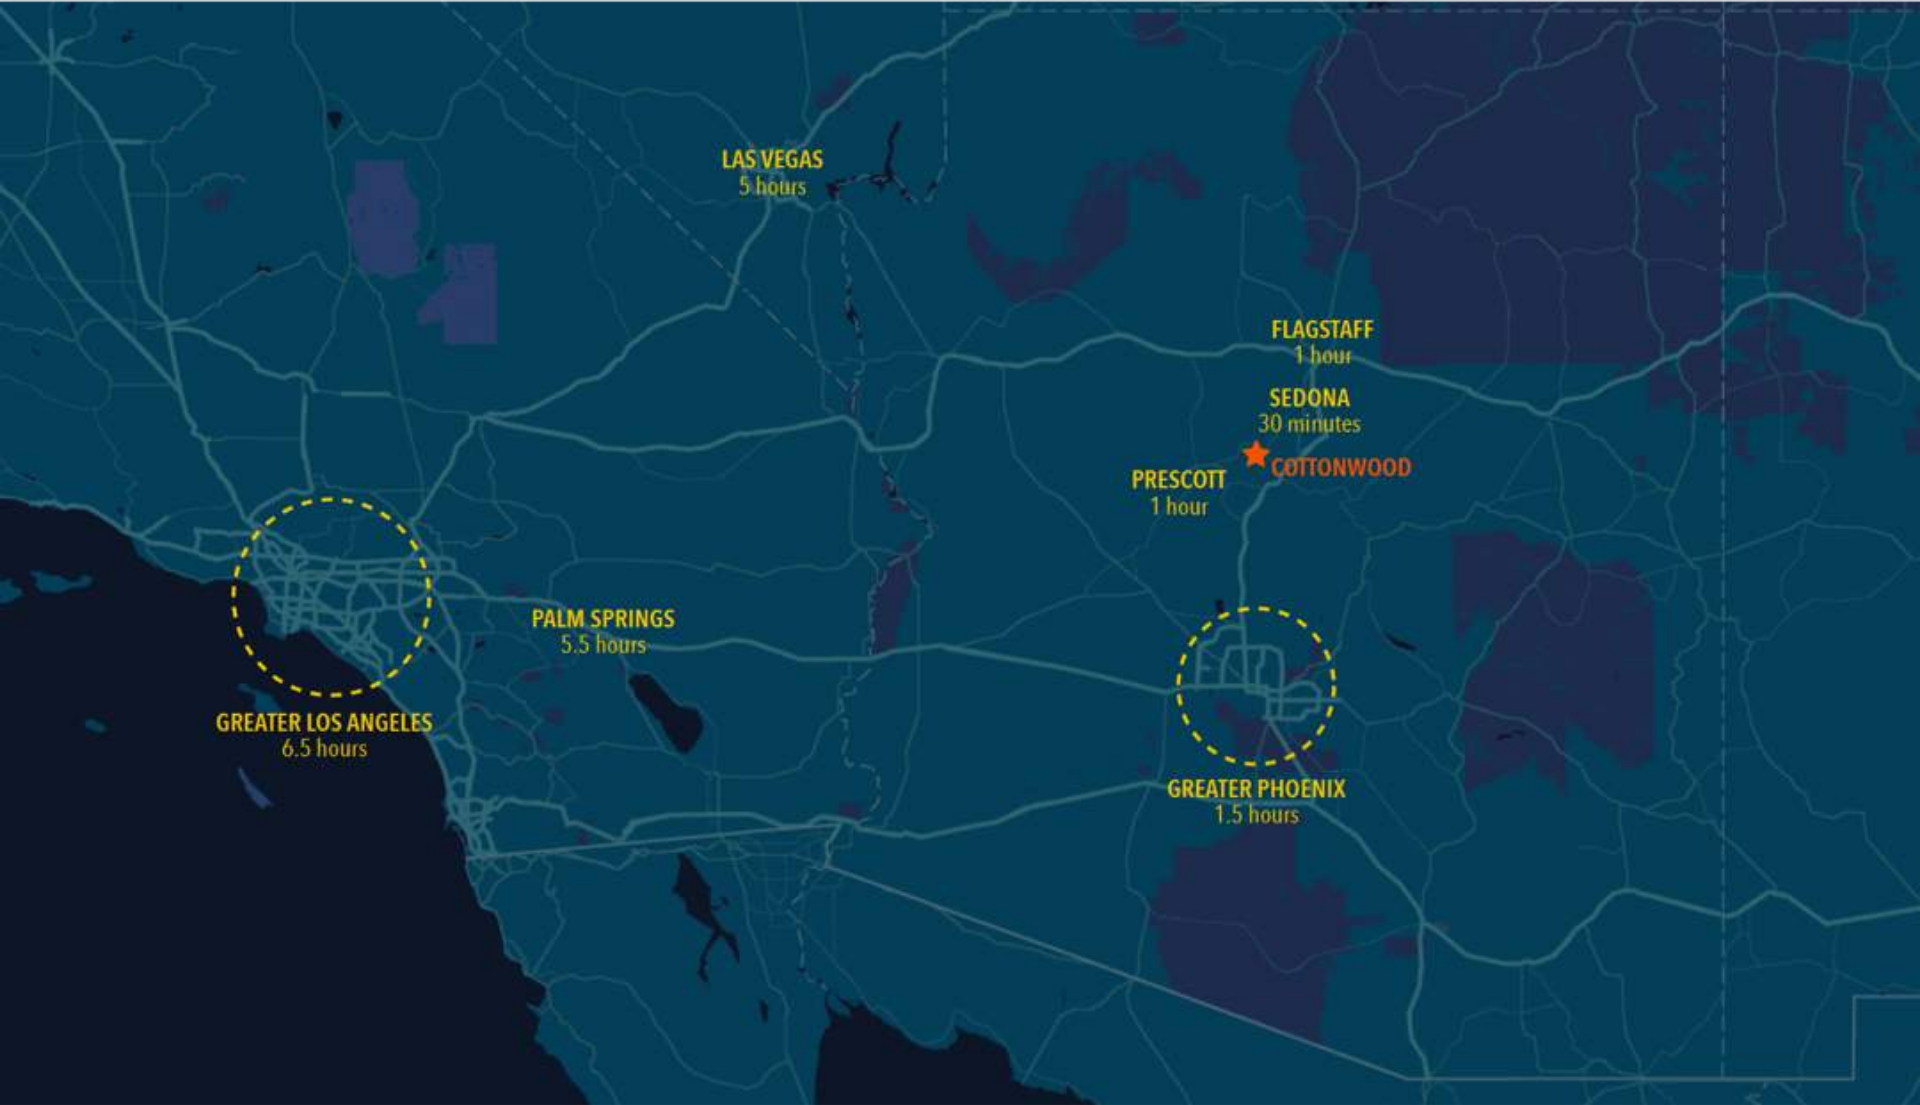 LAS VEGAS
5 hours
FLAGSTAFF
1 hour
SEDONA
30 minutes
COTTONWOOD
PRESCOTT
1 hour
PALM SPRINGS
5.5 hours
GREATER LOS ANGELES
6.5 hours
GREATER PHOENIX
1.5 hours